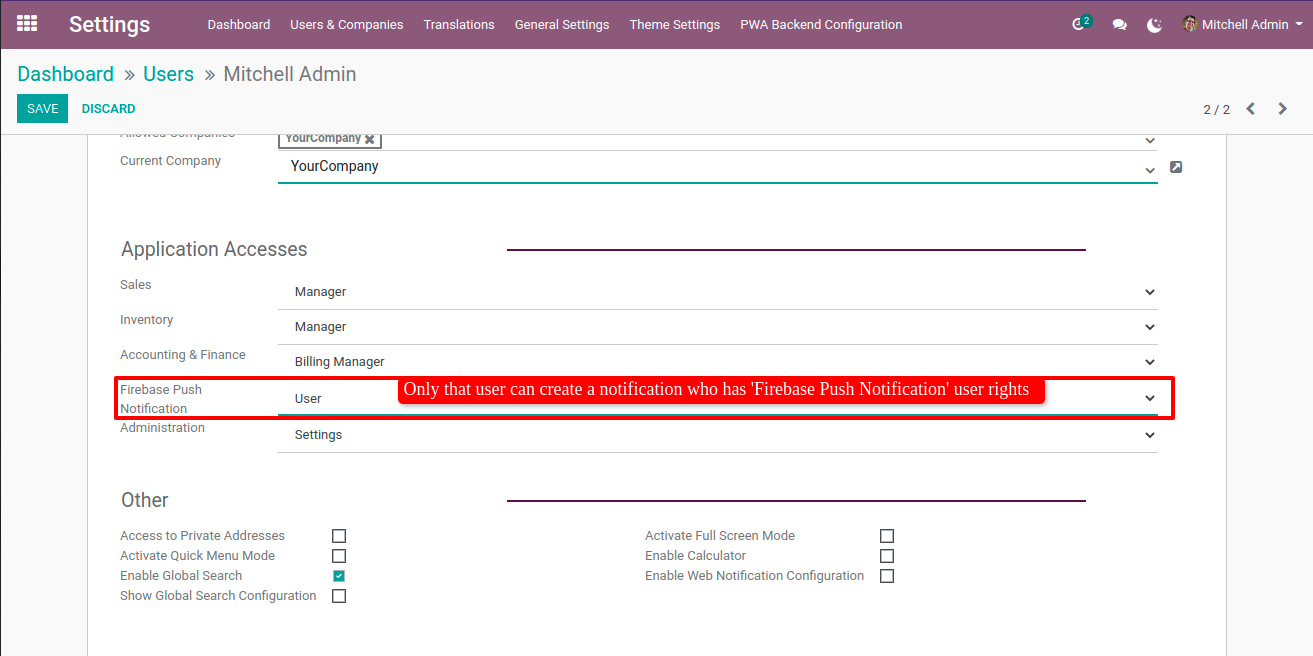 Settings Dashboard Users & Companies Translations General Settings Theme Settings PWA Backend Configuration 2 Mitchell Admin
Dashboard » Users » Mitchell Admin
SAVE DISCARD 2 / 2
Allowed Companies YourCompany
Current Company YourCompany
Application Accesses
Sales Manager
Inventory Manager
Accounting & Finance Billing Manager
Firebase Push
Notification
User
Only that user can create a notification who has 'Firebase Push Notification' user rights
Administration Settings
Other
Access to Private Addresses Activate Full Screen Mode
Activate Quick Menu Mode Enable Calculator
Enable Global Search Enable Web Notification Configuration
Show Global Search Configuration